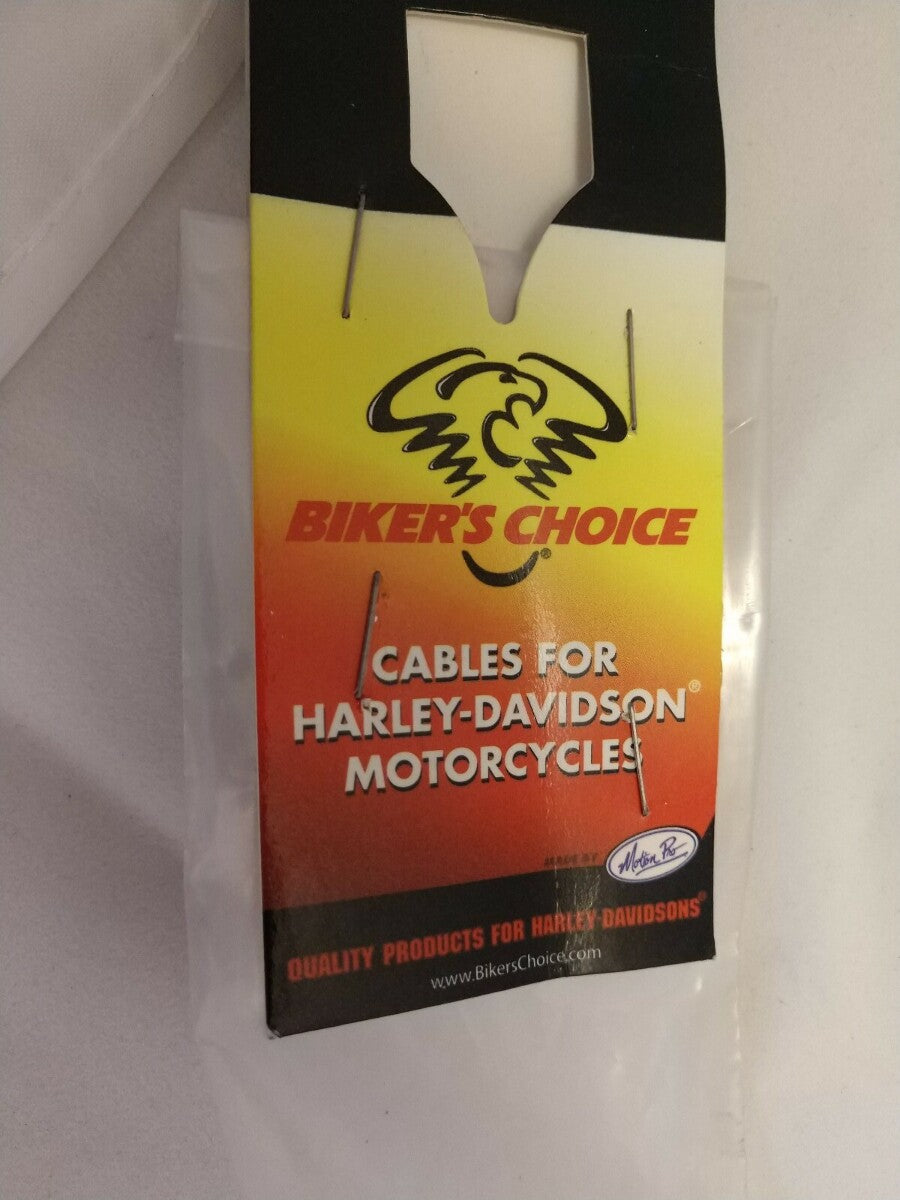 BIKER'S CHOICE®
CABLES FOR
HARLEY-DAVIDSON®
MOTORCYCLES
MADE BY
Motion Pro
QUALITY PRODUCTS FOR HARLEY-DAVIDSONS®
www.BikersChoice.com